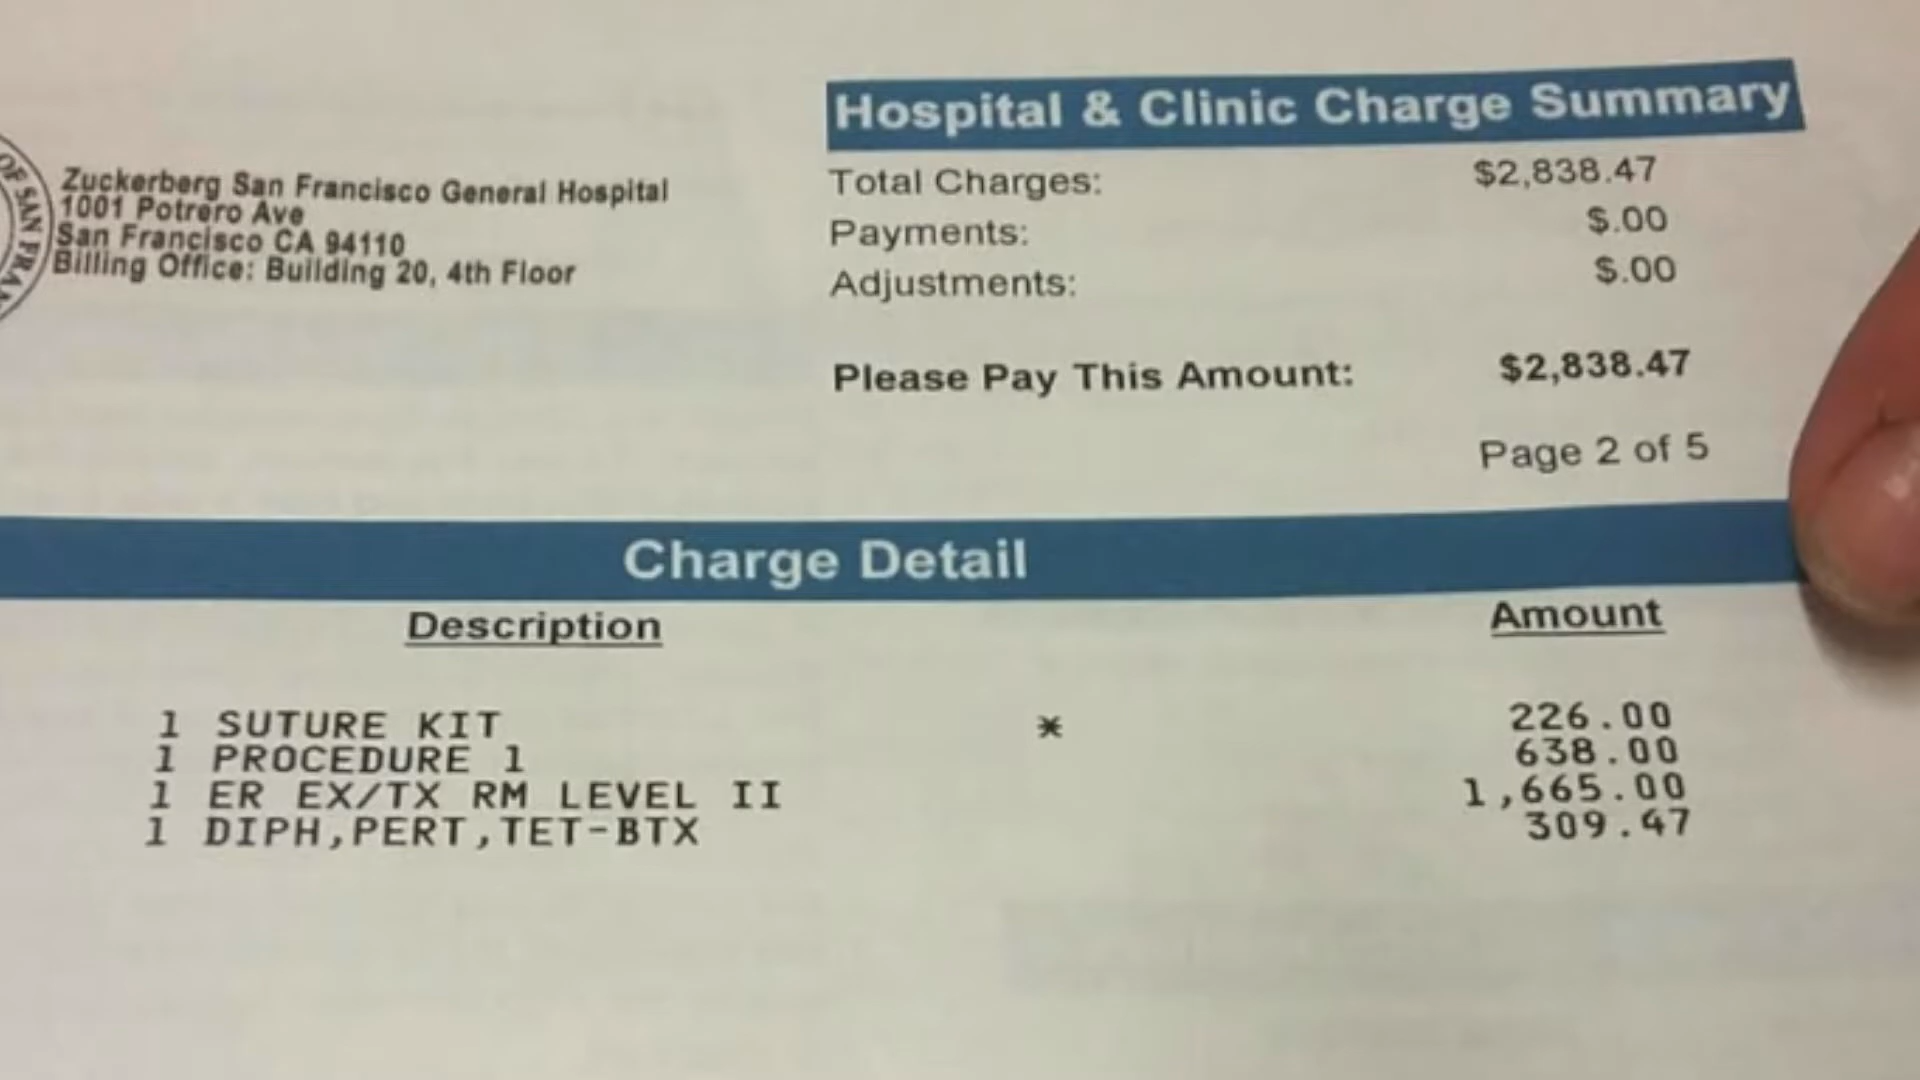 OF SAN FRAN
Zuckerberg San Francisco General Hospital
1001 Potrero Ave
San Francisco CA 94110
Billing Office: Building 20, 4th Floor
Hospital & Clinic Charge Summary
Total Charges: $2,838.47
Payments: $.00
Adjustments: $.00
Please Pay This Amount: $2,838.47
Page 2 of 5
Charge Detail
Description Amount
1 SUTURE KIT * 226.00
1 PROCEDURE 1 638.00
1 ER EX/TX RM LEVEL II 1,665.00
1 DIPH,PERT,TET-BTX 309.47